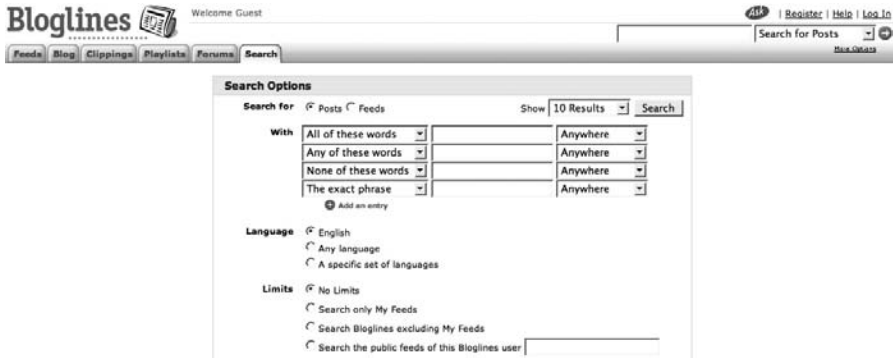 Bloglines
Welcome Guest
Ask | Register | Help | Log In
Search for Posts
More Options
Feeds Blog Clippings Playlists Forums Search
Search Options
Search for Posts Feeds Show 10 Results Search
With All of these words Anywhere
Any of these words Anywhere
None of these words Anywhere
The exact phrase Anywhere
Add an entry
Language English
Any language
A specific set of languages
Limits No Limits
Search only My Feeds
Search Bloglines excluding My Feeds
Search the public feeds of this Bloglines user